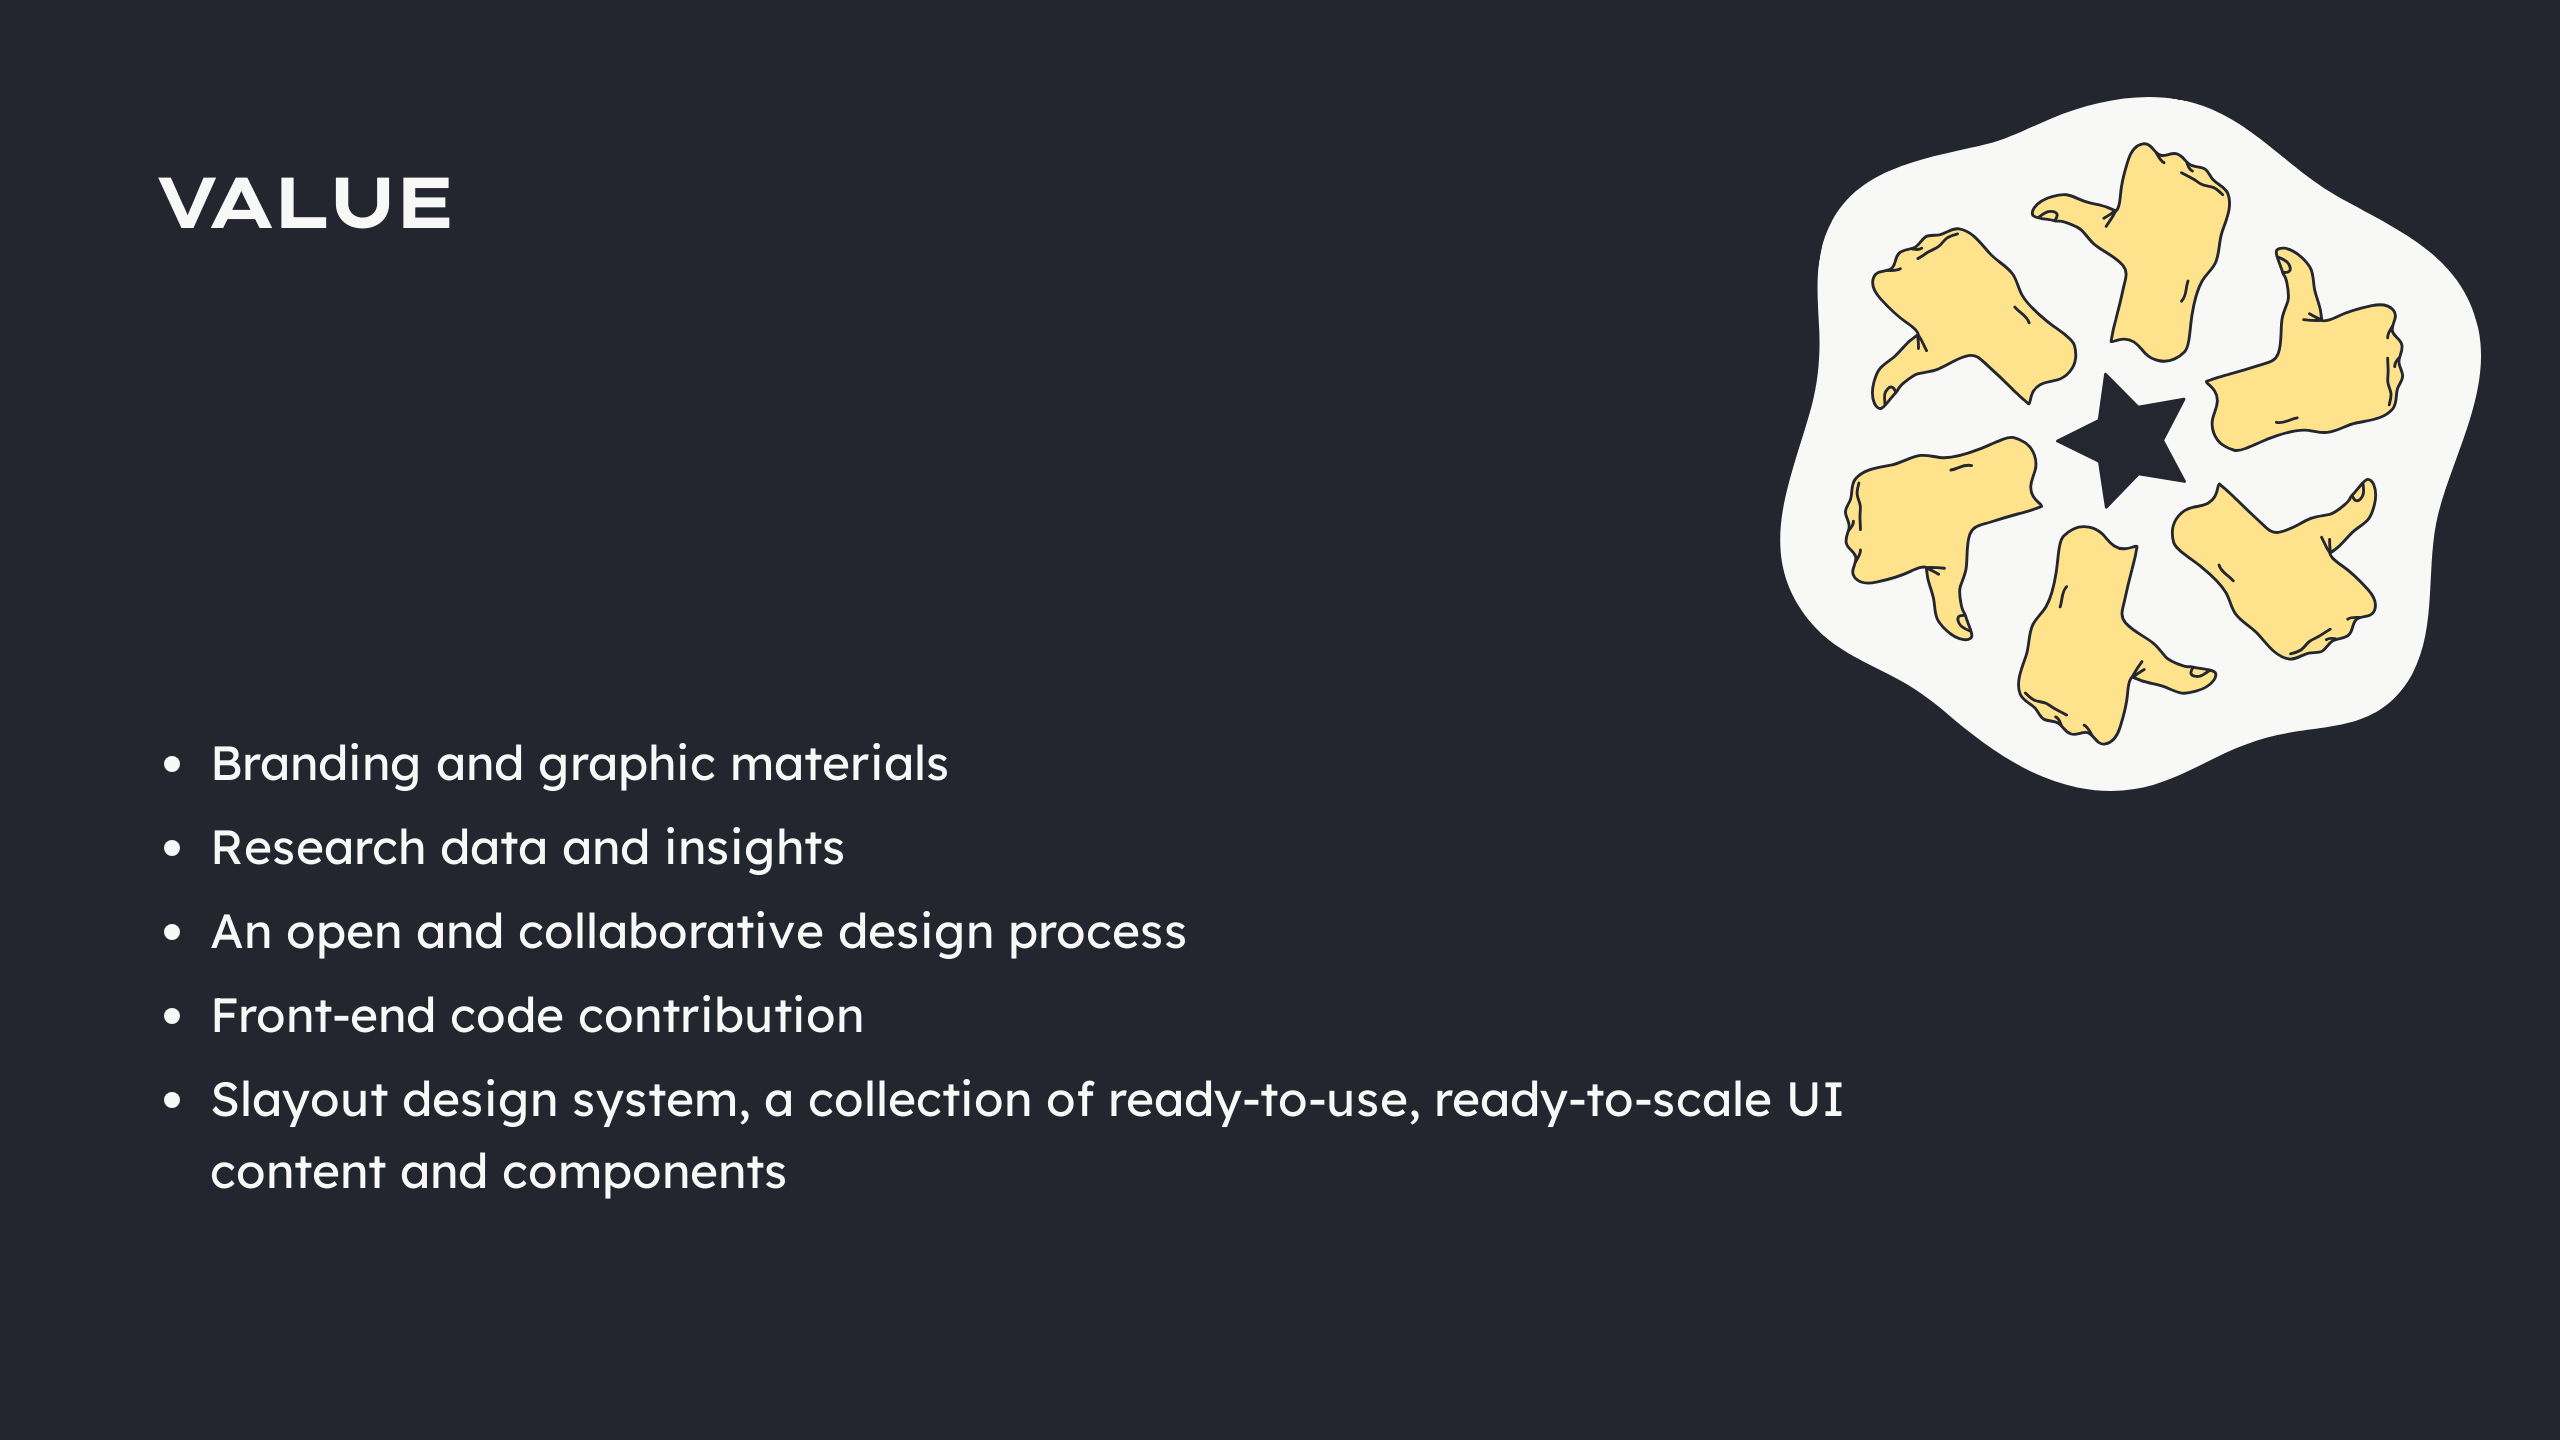 VALUE
• Branding and graphic materials
• Research data and insights
• An open and collaborative design process
• Front-end code contribution
• Slayout design system, a collection of ready-to-use, ready-to-scale UI
content and components